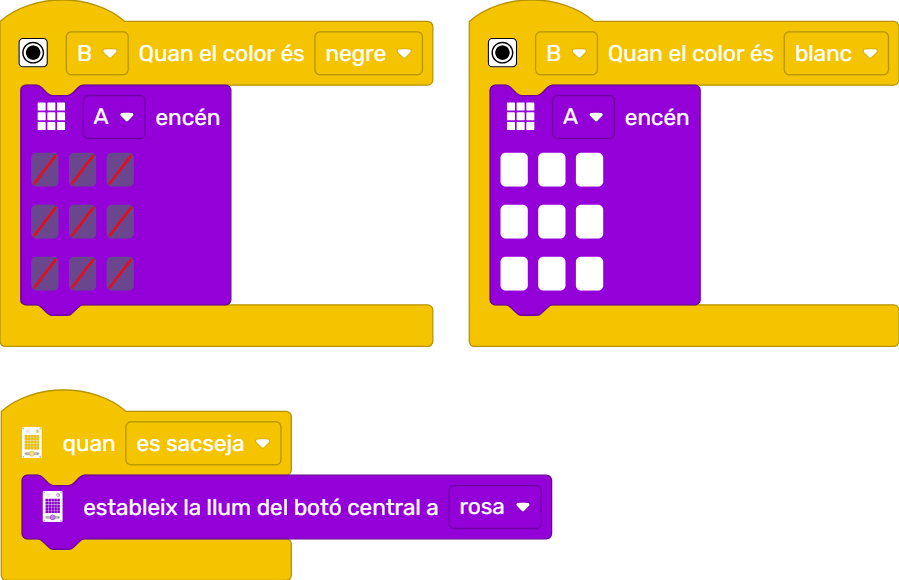 B Quan el color és negre
A encén
B Quan el color és blanc
A encén
quan es sacseja
estableix la llum del botó central a rosa